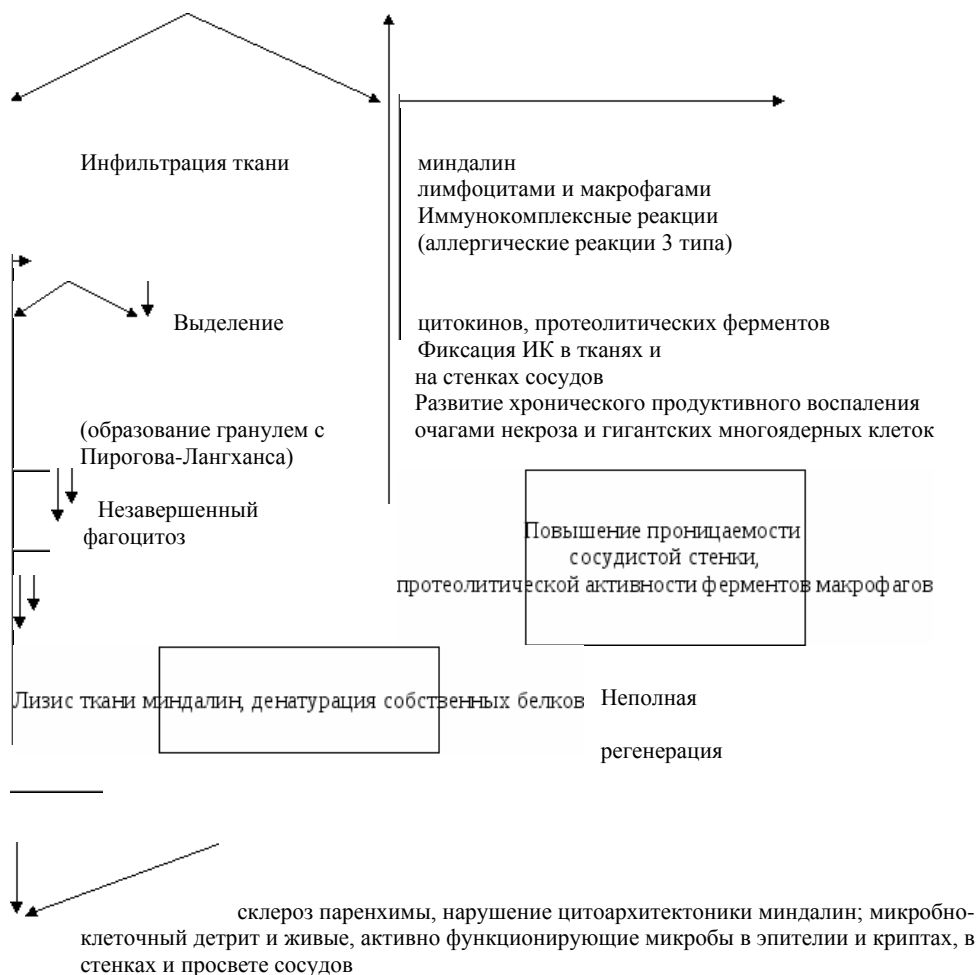 Инфильтрация ткани миндалин
лимфоцитами и макрофагами
Иммунокомплексные реакции
(аллергические реакции 3 типа)
Выделение цитокинов, протеолитических ферментов
Фиксация ИК в тканях и
на стенках сосудов
Развитие хронического продуктивного воспаления
(образование гранулем с очагами некроза и гигантских многоядерных клеток
Пирогова-Лангханса)
Незавершенный
фагоцитоз
Повышение проницаемости
сосудистой стенки,
протеолитической активности ферментов макрофагов
Лизис ткани миндалин, денатурация собственных белков
Неполная
регенерация
склероз паренхимы, нарушение цитоархитектоники миндалин; микробно-
клеточный детрит и живые, активно функционирующие микробы в эпителии и криптах, в
стенках и просвете сосудов